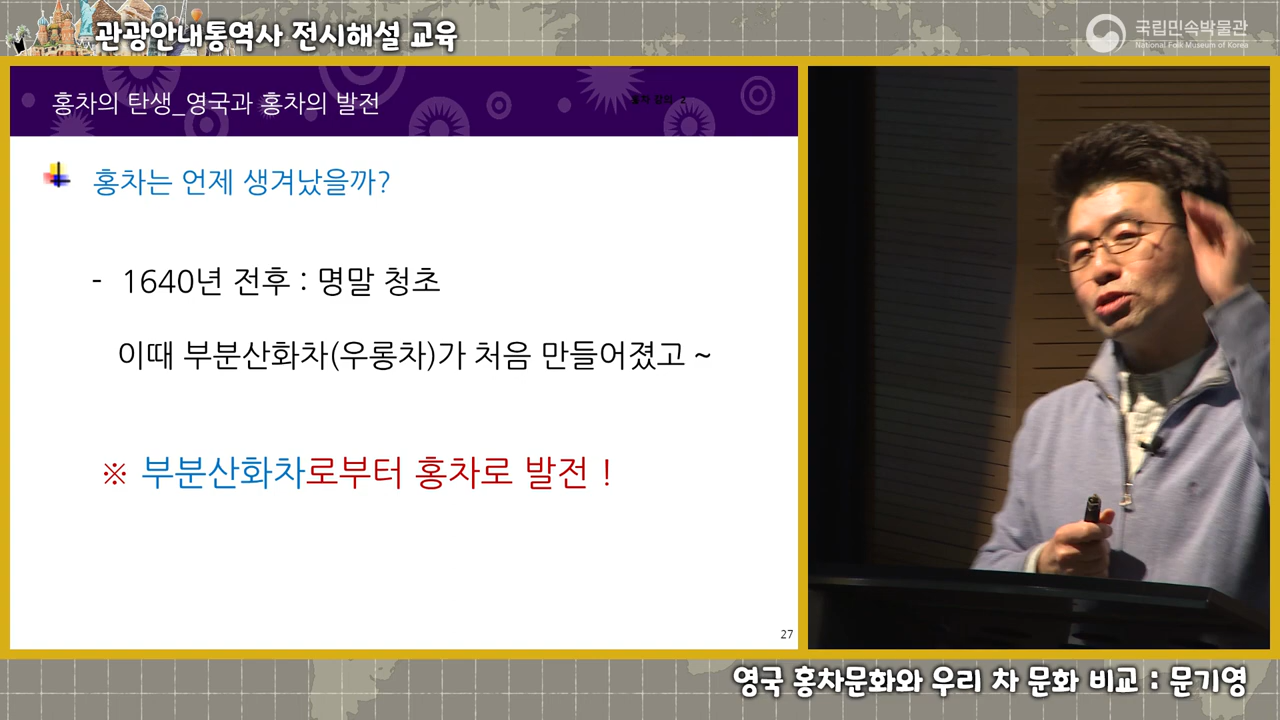 관광안내통역사 전시해설 교육
국립민속박물관
National Folk Museum of Korea
홍차의 탄생_영국과 홍차의 발전
홍차 강의 2
홍차는 언제 생겨났을까?
- 1640년 전후 : 명말 청초
이때 부분산화차(우롱차)가 처음 만들어졌고 ~
※ 부분산화차로부터 홍차로 발전 !
27
영국 홍차문화와 우리 차 문화 비교 : 문기영